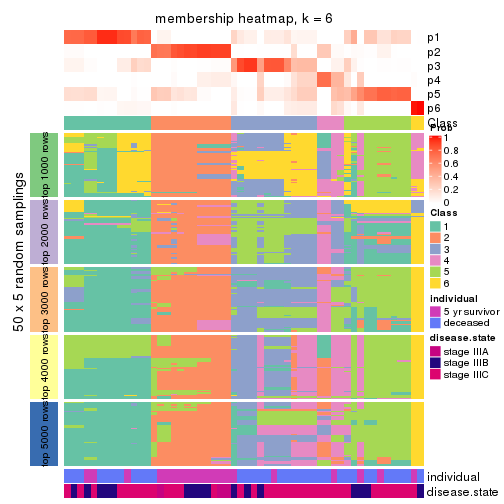 membership heatmap, k = 6
p1
p2
p3
p4
p5
p6
Class
Prob
1
0.8
0.6
0.4
0.2
0
Class
1
2
3
4
5
6
individual
5 yr survivor
deceased
disease.state
stage IIIA
stage IIIB
stage IIIC
50 x 5 random samplings
top 1000 rows
top 2000 rows
top 3000 rows
top 4000 rows
top 5000 rows
individual
disease.state